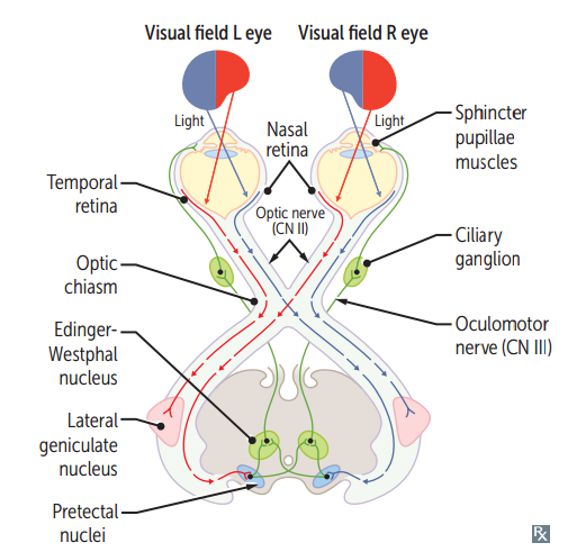 Visual field L eye
Visual field R eye
Light
Light
Nasal
retina
Sphincter
pupillae
muscles
Temporal
retina
Optic nerve
(CN II)
Ciliary
ganglion
Optic
chiasm
Edinger-
Westphal
nucleus
Oculomotor
nerve (CN III)
Lateral
geniculate
nucleus
Pretectal
nuclei
Rx